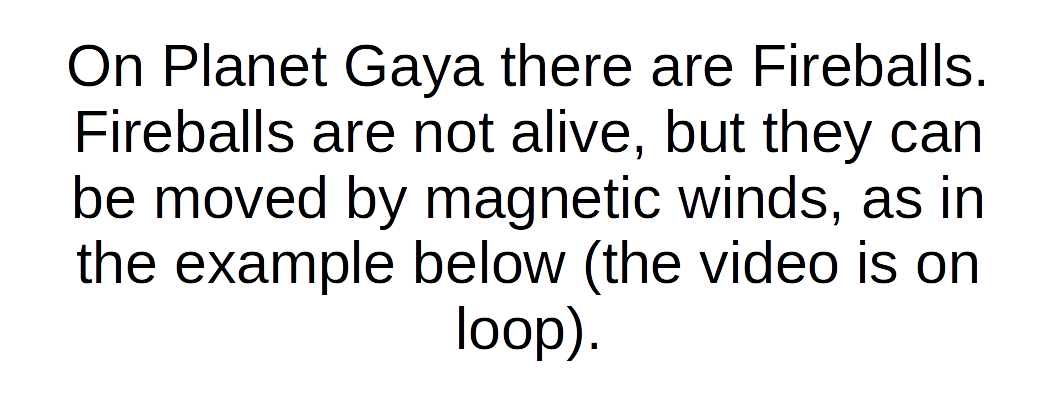 On Planet Gaya there are Fireballs.
Fireballs are not alive, but they can
be moved by magnetic winds, as in
the example below (the video is on
loop).